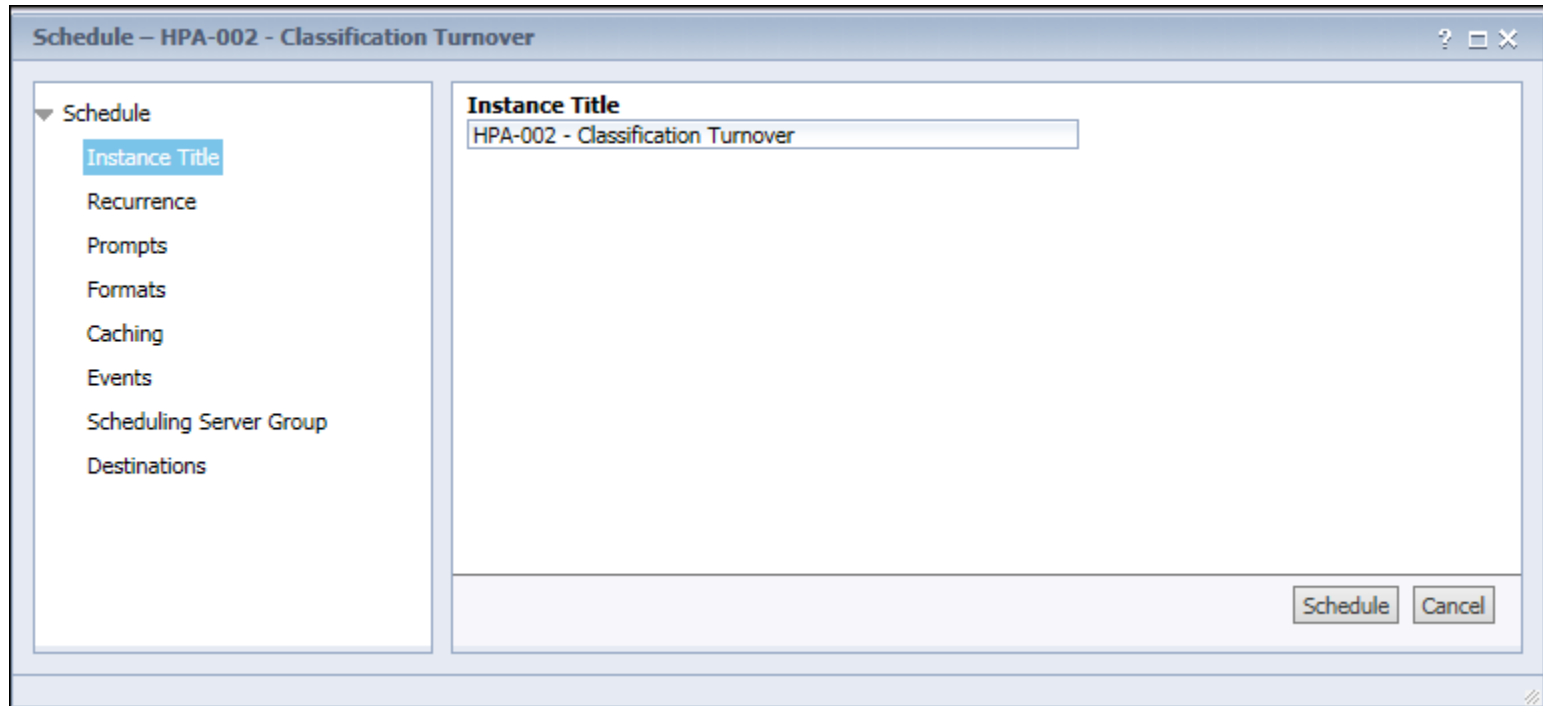 Schedule – HPA-002 - Classification Turnover
?
Schedule
Instance Title
Recurrence
Prompts
Formats
Caching
Events
Scheduling Server Group
Destinations
Instance Title
HPA-002 - Classification Turnover
Schedule Cancel